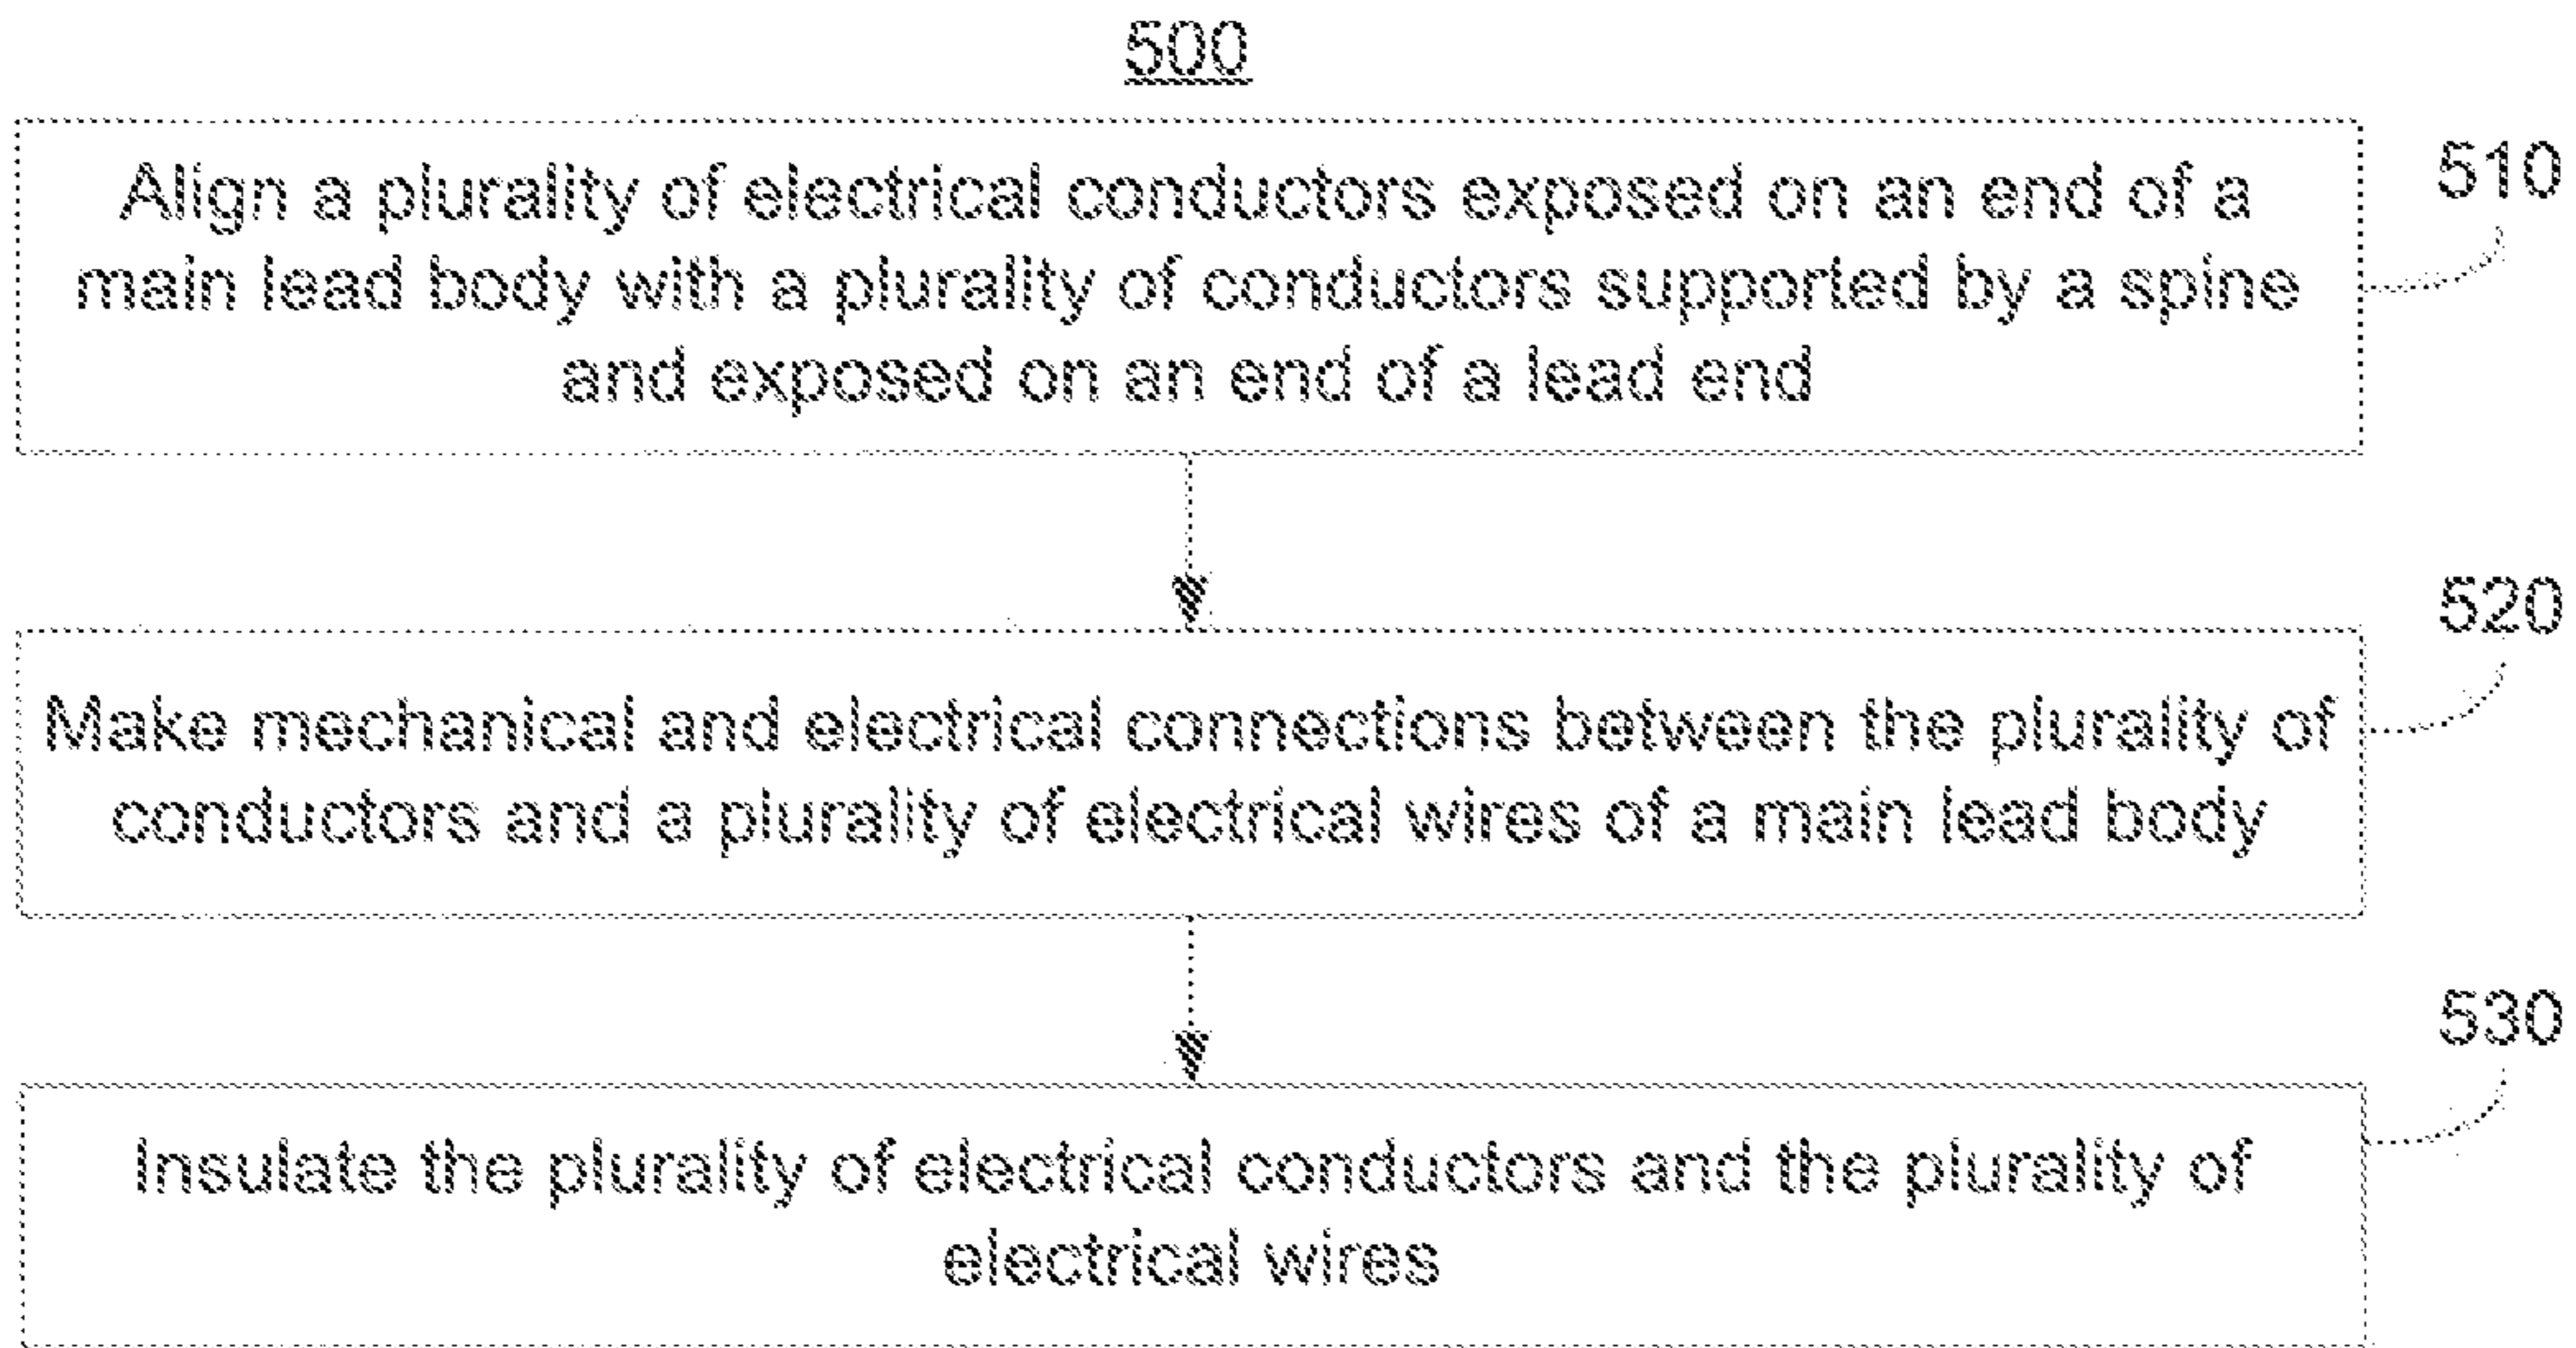 500
Align a plurality of electrical conductors exposed on an end of a
510
main lead body with a plurality of conductors supported by a spine
and exposed on an end of a lead end
520
Make mechanical and electrical connections between the plurality of
conductors and a plurality of electrical wires of a main lead body
530
Insulate the plurality of electrical conductors and the plurality of
electrical wires